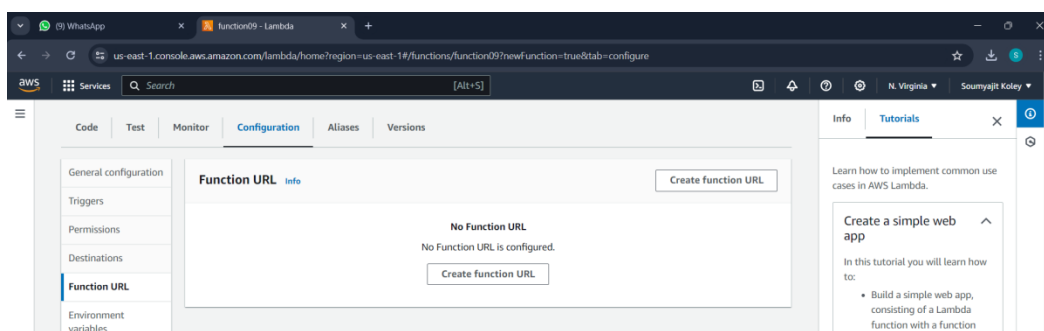 (9) WhatsApp
function09 - Lambda
us-east-1.console.aws.amazon.com/lambda/home?region=us-east-1#/functions/function09?newFunction=true&tab=configure
aws
Services
Search
[Alt+S]
N. Virginia
Soumyajit Koley
Code
Test
Monitor
Configuration
Aliases
Versions
Info
Tutorials
General configuration
Triggers
Permissions
Destinations
Function URL
Environment
variables
Function URL Info
Create function URL
No Function URL
No Function URL is configured.
Create function URL
Learn how to implement common use
cases in AWS Lambda.
Create a simple web
app
In this tutorial you will learn how
to:
• Build a simple web app,
consisting of a Lambda
function with a function